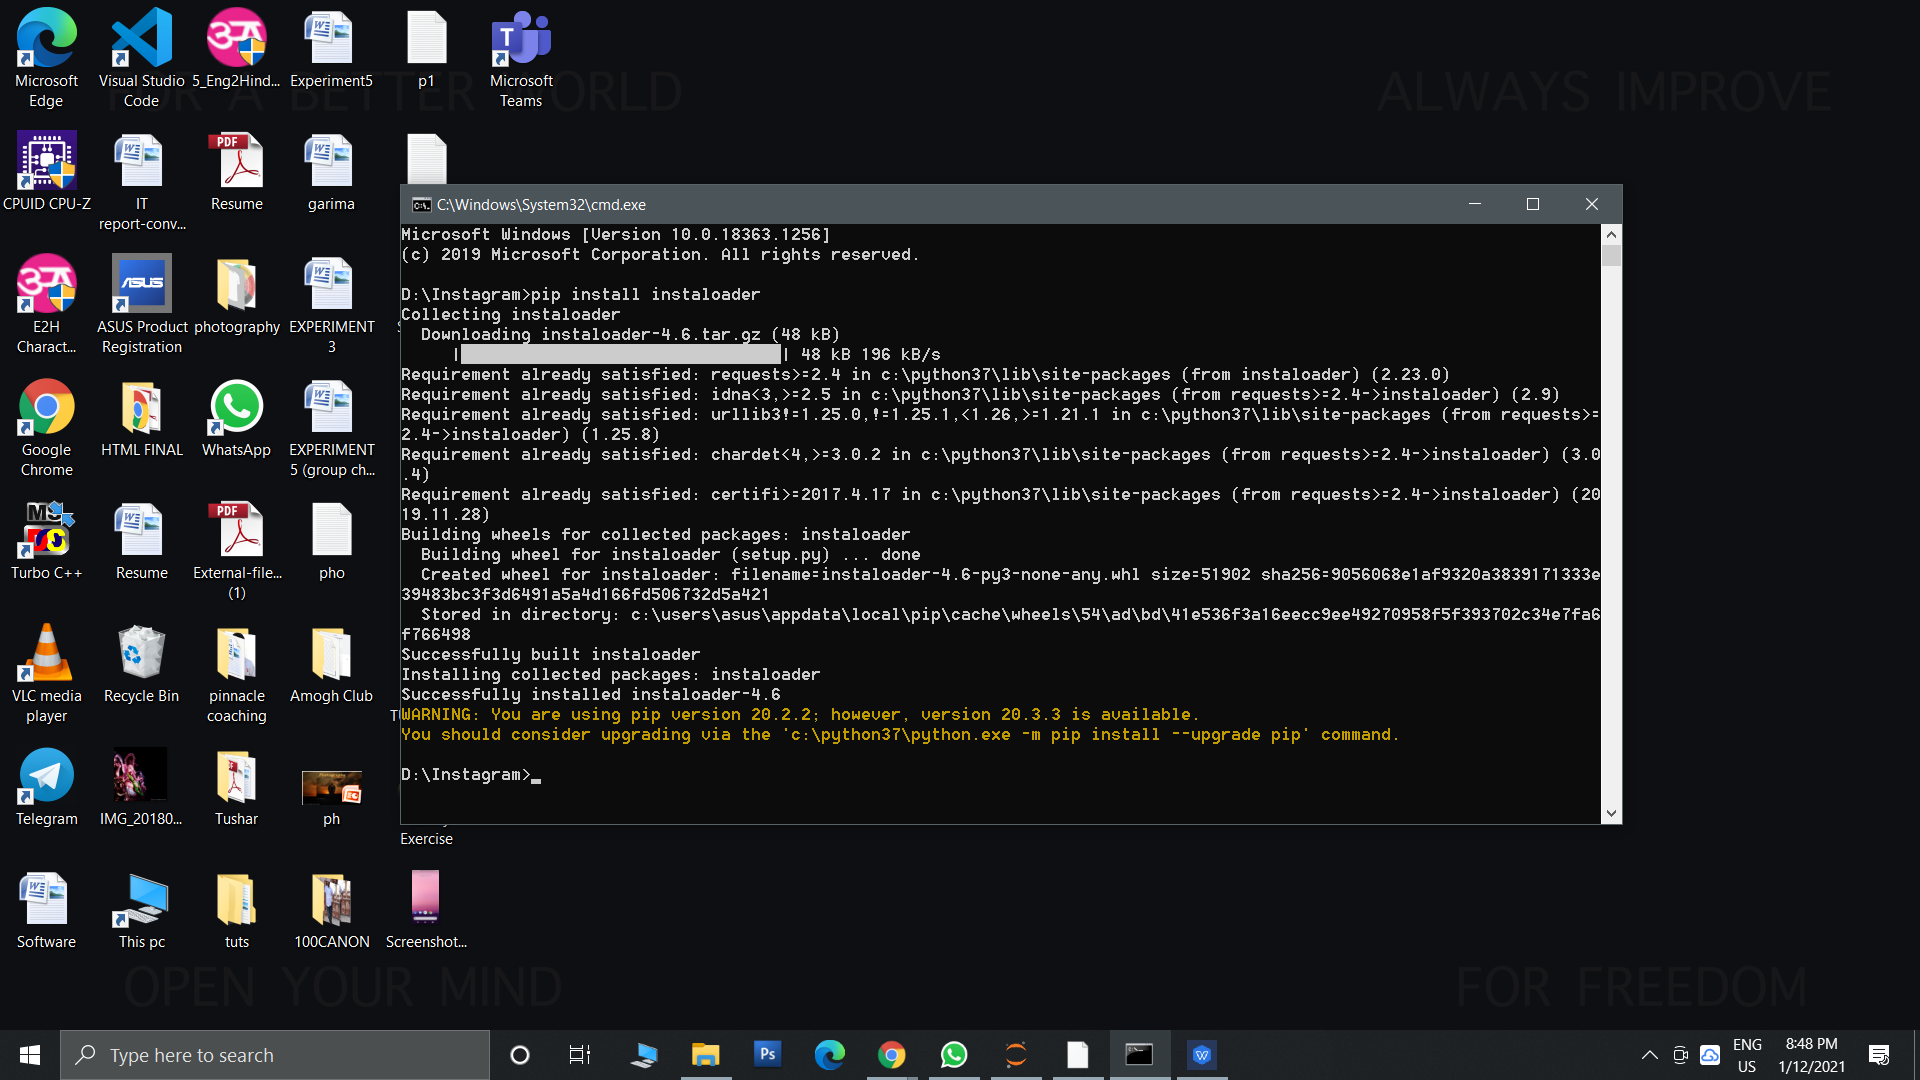 FOR A BETTER WORLD
ALWAYS IMPROVE
OPEN YOUR MIND
FOR FREEDOM
Microsoft
Edge
Visual Studio
Code
5_Eng2Hind...
Experiment5
p1
Microsoft
Teams
CPUID CPU-Z
IT
report-conv...
Resume
garima
E2H
Charact...
ASUS Product
Registration
photography
EXPERIMENT
3
Google
Chrome
HTML FINAL
WhatsApp
EXPERIMENT
5 (group ch...
Turbo C++
Resume
External-file...
(1)
pho
VLC media
player
Recycle Bin
pinnacle
coaching
Amogh Club
Telegram
IMG_20180...
Tushar
ph
Exercise
Software
This pc
tuts
100CANON
Screenshot...
C:\Windows\System32\cmd.exe
Microsoft Windows [Version 10.0.18363.1256]
(c) 2019 Microsoft Corporation. All rights reserved.
D:\Instagram>pip install instaloader
Collecting instaloader
Downloading instaloader-4.6.tar.gz (48 kB)
| | 48 kB 196 kB/s
Requirement already satisfied: requests>=2.4 in c:\python37\lib\site-packages (from instaloader) (2.23.0)
Requirement already satisfied: idna<3,>=2.5 in c:\python37\lib\site-packages (from requests>=2.4->instaloader) (2.9)
Requirement already satisfied: urllib3!=1.25.0,!=1.25.1,<1.26,>=1.21.1 in c:\python37\lib\site-packages (from requests>=
2.4->instaloader) (1.25.8)
Requirement already satisfied: chardet<4,>=3.0.2 in c:\python37\lib\site-packages (from requests>=2.4->instaloader) (3.0
.4)
Requirement already satisfied: certifi>=2017.4.17 in c:\python37\lib\site-packages (from requests>=2.4->instaloader) (20
19.11.28)
Building wheels for collected packages: instaloader
Building wheel for instaloader (setup.py) ... done
Created wheel for instaloader: filename=instaloader-4.6-py3-none-any.whl size=51902 sha256=9056068e1af9320a3839171333e
39483bc3f3d6491a5a4d166fd506732d5a421
Stored in directory: c:\users\asus\appdata\local\pip\cache\wheels\54\ad\bd\41e536f3a16eecc9ee49270958f5f393702c34e7fa6
f766498
Successfully built instaloader
Installing collected packages: instaloader
Successfully installed instaloader-4.6
WARNING: You are using pip version 20.2.2; however, version 20.3.3 is available.
You should consider upgrading via the 'c:\python37\python.exe -m pip install --upgrade pip' command.
D:\Instagram>
Type here to search
ENG
US
8:48 PM
1/12/2021